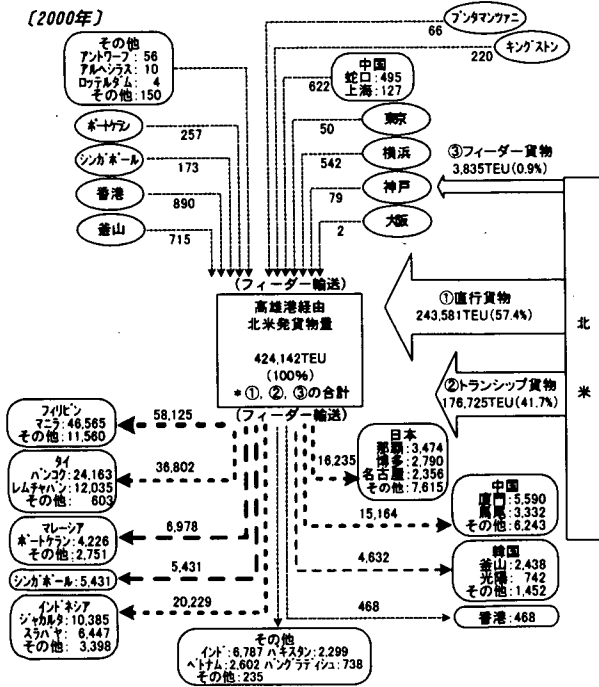 〔2000年〕
プンタマンツァニ
66
キングストン
220
その他
アントワープ: 56
アルヘシラス: 10
ロッテルダム: 4
その他:150
中国
蛇口:495
上海:127
622
ポートケラン
257
東京
50
シンガポール
173
横浜
542
③フィーダー貨物
3,835TEU(0.9%)
香港
890
神戸
79
釜山
715
大阪
2
(フィーダー輸送)
高雄港経由
北米発貨物量
424,142TEU
(100%)
*①,②,③の合計
(フィーダー輸送)
①直行貨物
243,581TEU(57.4%)
②トランシップ貨物
176,725TEU(41.7%)
北
米
フィリピン
マニラ:46,565
その他:11,560
58,125
タイ
バンコク:24,163
レムチャバン:12,035
その他: 603
36,802
マレーシア
ポートケラン:4,226
その他:2,751
6,978
シンガポール:5,431
5,431
インドネシア
ジャカルタ:10,385
スラバヤ: 6,447
その他: 3,398
20,229
16,235
日本
那覇:3,474
博多:2,790
名古屋:2,356
その他:7,615
15,164
中国
廈門:5,590
馬尾:3,332
その他:6,243
4,632
韓国
釜山:2,438
光陽: 742
その他:1,452
468
香港:468
その他
インド:6,787 パキスタン:2,299
ベトナム:2,602 バングラディシュ:738
その他:235